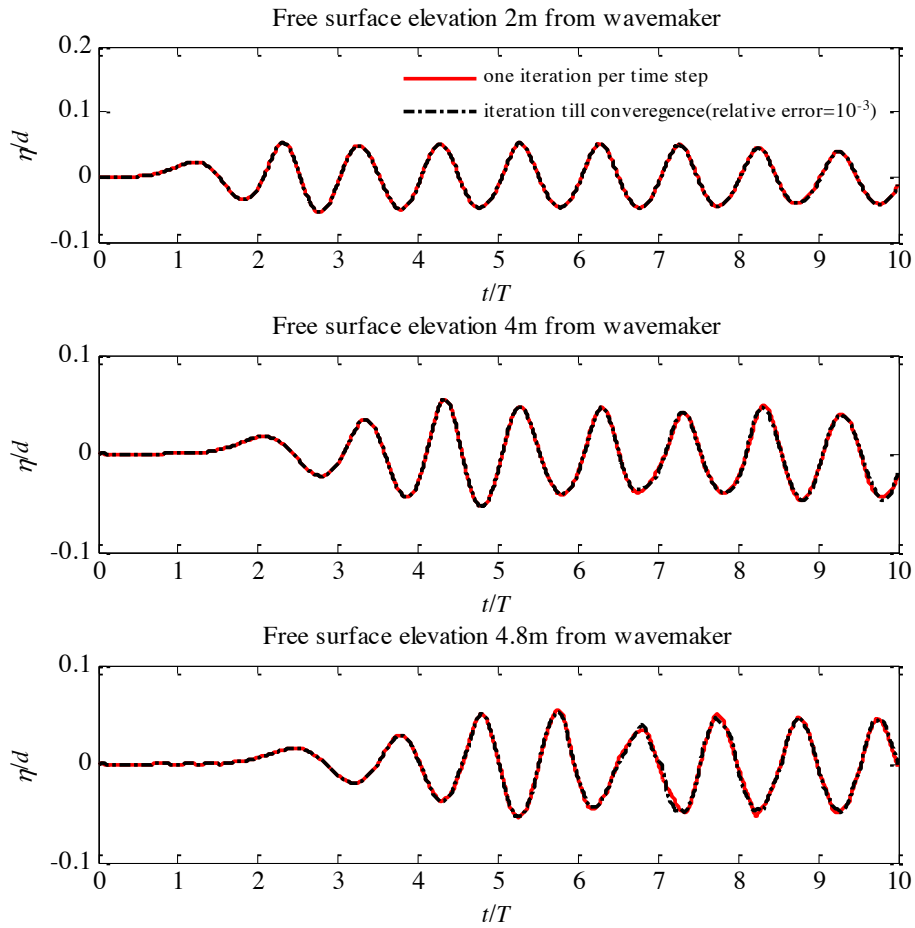 Free surface elevation 2m from wavemaker
0.2
one iteration per time step
0.1
iteration till converegence(relative error=10⁻³)
η/d
0
-0.1
0 1 2 3 4 5 6 7 8 9 10
t/T
Free surface elevation 4m from wavemaker
0.1
η/d
0
-0.1
0 1 2 3 4 5 6 7 8 9 10
t/T
Free surface elevation 4.8m from wavemaker
0.1
η/d
0
-0.1
0 1 2 3 4 5 6 7 8 9 10
t/T